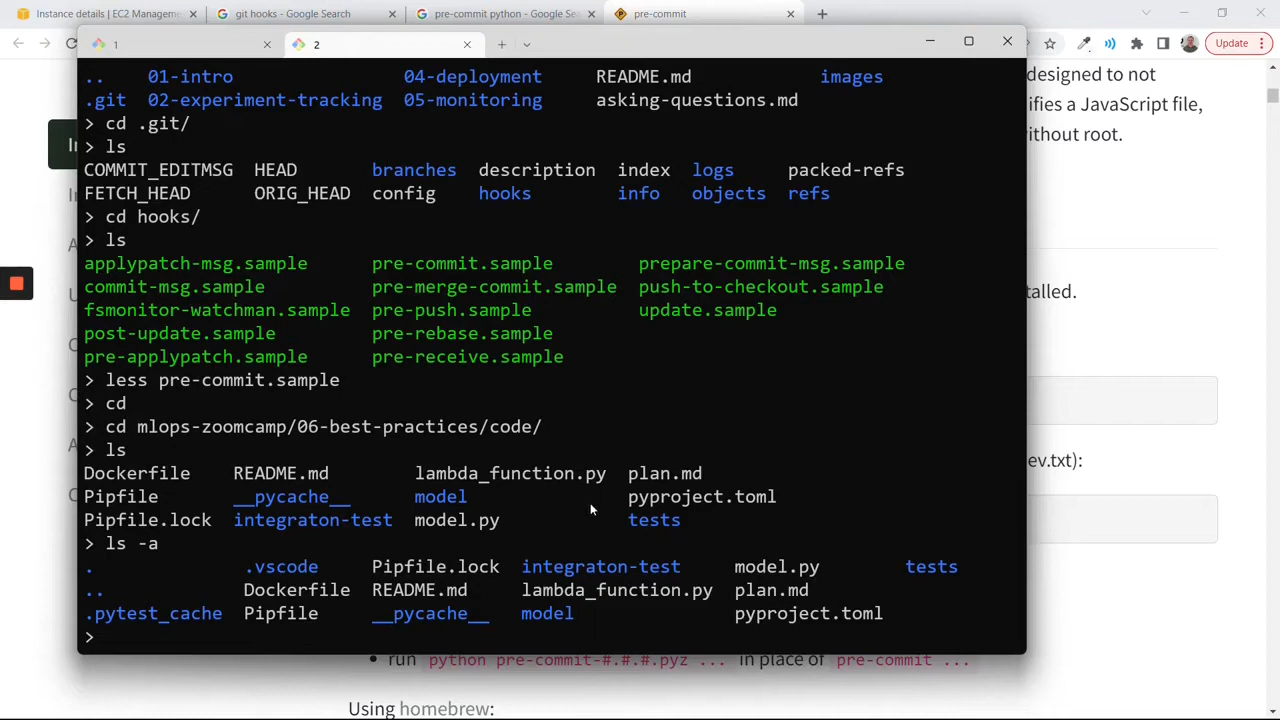 Instance details | EC2 Manageme
git hooks - Google Search
pre-commit python - Google Sea
pre-commit
Update
1
2
designed to not
ifies a JavaScript file,
ithout root.
.. 01-intro 04-deployment README.md images
.git 02-experiment-tracking 05-monitoring asking-questions.md
> cd .git/
> ls
COMMIT_EDITMSG HEAD branches description index logs packed-refs
FETCH_HEAD ORIG_HEAD config hooks info objects refs
> cd hooks/
> ls
applypatch-msg.sample pre-commit.sample prepare-commit-msg.sample
commit-msg.sample pre-merge-commit.sample push-to-checkout.sample
fsmonitor-watchman.sample pre-push.sample update.sample
post-update.sample pre-rebase.sample
pre-applypatch.sample pre-receive.sample
> less pre-commit.sample
> cd
> cd mlops-zoomcamp/06-best-practices/code/
> ls
Dockerfile README.md lambda_function.py plan.md
Pipfile __pycache__ model pyproject.toml
Pipfile.lock integraton-test model.py tests
> ls -a
. .vscode Pipfile.lock integraton-test model.py tests
.. Dockerfile README.md lambda_function.py plan.md
.pytest_cache Pipfile __pycache__ model pyproject.toml
>
talled.
ev.txt):
run python pre-commit-#.#.#.pyz ... in place of pre-commit ...
Using homebrew: